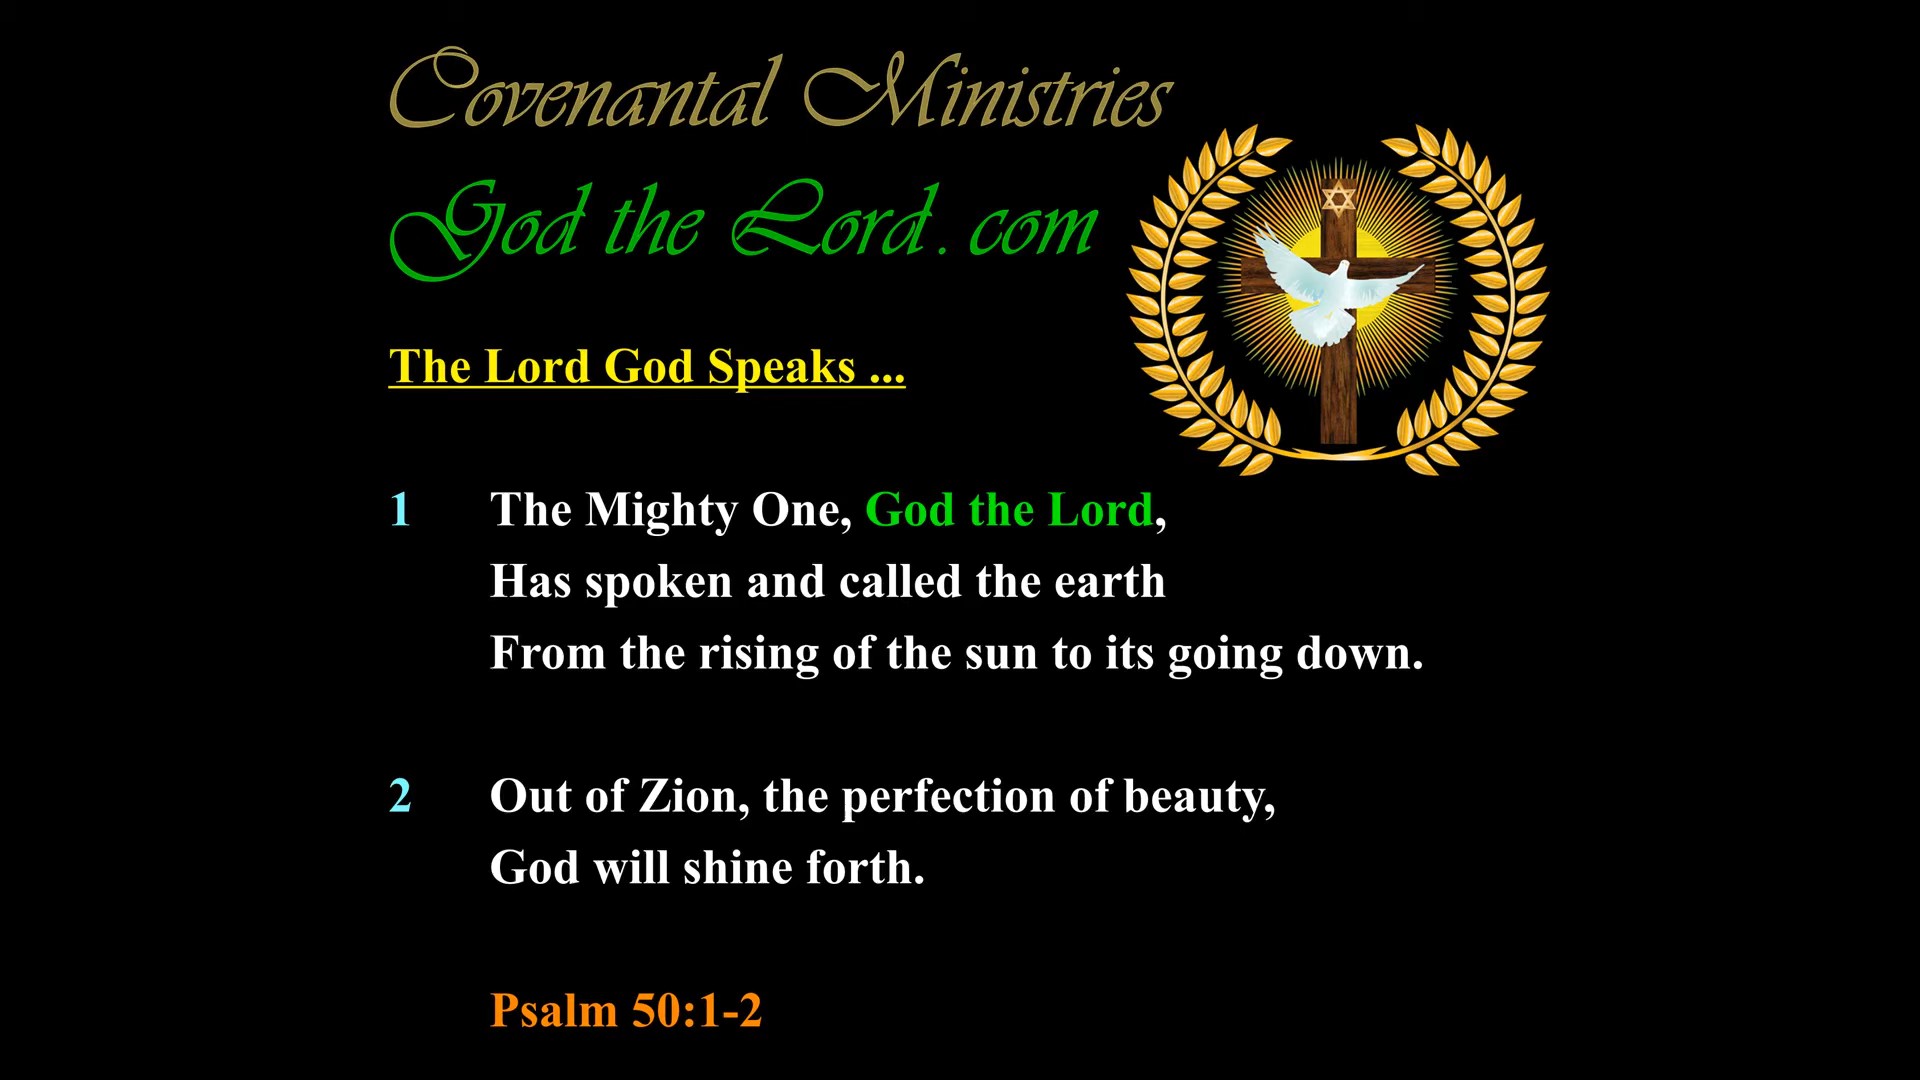 Covenantal Ministries
God the Lord . com
The Lord God Speaks ...
1 The Mighty One, God the Lord,
Has spoken and called the earth
From the rising of the sun to its going down.
2 Out of Zion, the perfection of beauty,
God will shine forth.
Psalm 50:1-2